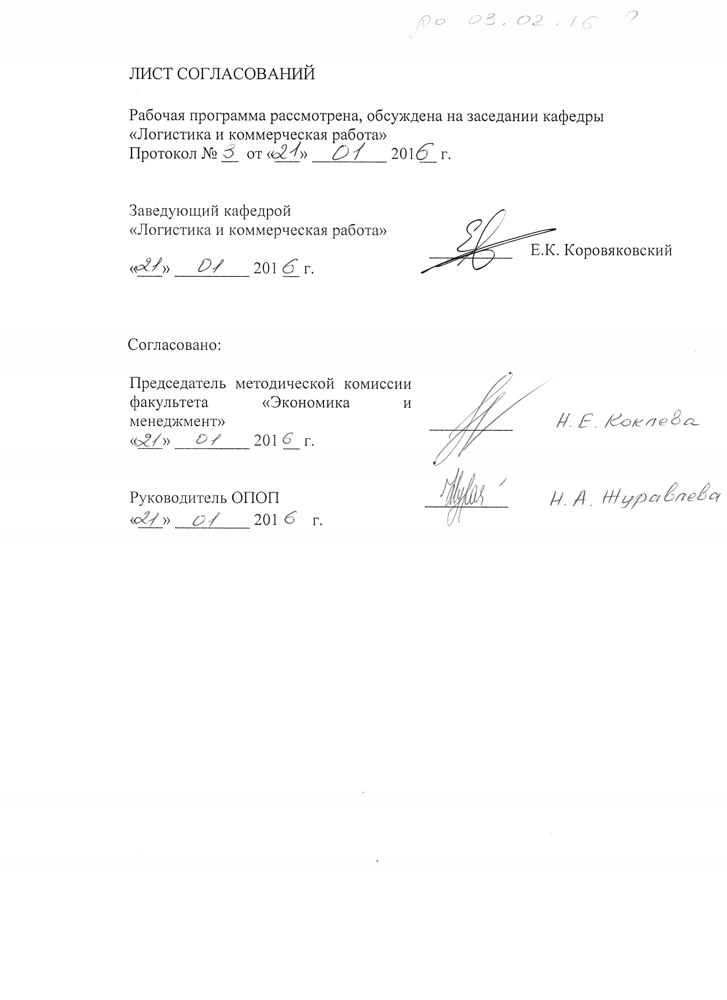 до 03.02.16
ЛИСТ СОГЛАСОВАНИЙ
Рабочая программа рассмотрена, обсуждена на заседании кафедры
«Логистика и коммерческая работа»
Протокол № 3 от «21» 01 2016 г.
Заведующий кафедрой
«Логистика и коммерческая работа»
Е.К. Коровяковский
«21» 01 2016 г.
Согласовано:
Председатель методической комиссии
факультета «Экономика и
менеджмент»
Н.Е. Коклева
«21» 01 2016 г.
Руководитель ОПОП
Н.А. Журавлева
«21» 01 2016 г.